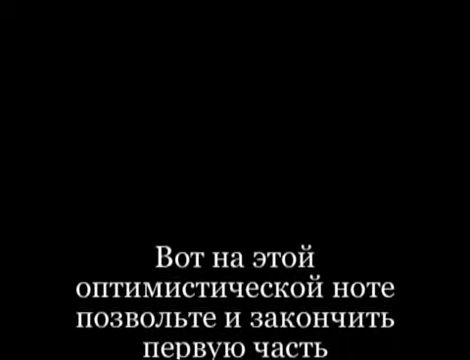 Вот на этой
оптимистической ноте
позвольте и закончить
первую часть